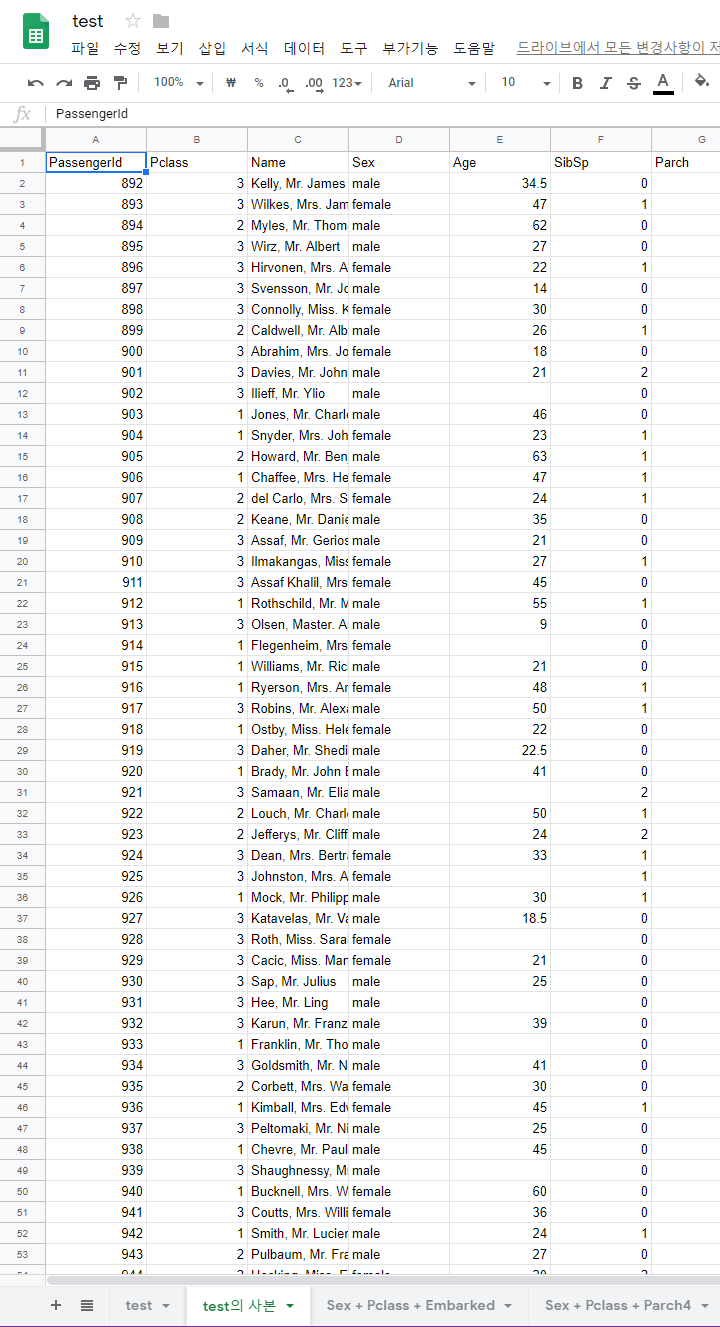 test
파일 수정 보기 삽입 서식 데이터 도구 부가기능 도움말 드라이브에서 모든 변경사항이
100% ₩ % .0 .00 123 Arial 10 B I S A
fx PassengerId
A B C D E F G
1 PassengerId Pclass Name Sex Age SibSp Parch
2 892 3 Kelly, Mr. James male 34.5 0
3 893 3 Wilkes, Mrs. Jam female 47 1
4 894 2 Myles, Mr. Thom male 62 0
5 895 3 Wirz, Mr. Albert male 27 0
6 896 3 Hirvonen, Mrs. A female 22 1
7 897 3 Svensson, Mr. Jo male 14 0
8 898 3 Connolly, Miss. K female 30 0
9 899 2 Caldwell, Mr. Alb male 26 1
10 900 3 Abrahim, Mrs. Jo female 18 0
11 901 3 Davies, Mr. John male 21 2
12 902 3 Ilieff, Mr. Ylio male 0
13 903 1 Jones, Mr. Charl male 46 0
14 904 1 Snyder, Mrs. Joh female 23 1
15 905 2 Howard, Mr. Ben male 63 1
16 906 1 Chaffee, Mrs. He female 47 1
17 907 2 del Carlo, Mrs. S female 24 1
18 908 2 Keane, Mr. Danie male 35 0
19 909 3 Assaf, Mr. Gerios male 21 0
20 910 3 Ilmakangas, Miss female 27 1
21 911 3 Assaf Khalil, Mrs female 45 0
22 912 1 Rothschild, Mr. M male 55 1
23 913 3 Olsen, Master. A male 9 0
24 914 1 Flegenheim, Mrs female 0
25 915 1 Williams, Mr. Ric male 21 0
26 916 1 Ryerson, Mrs. Ar female 48 1
27 917 3 Robins, Mr. Alexa male 50 1
28 918 1 Ostby, Miss. Hele female 22 0
29 919 3 Daher, Mr. Shedi male 22.5 0
30 920 1 Brady, Mr. John B male 41 0
31 921 3 Samaan, Mr. Elia male 2
32 922 2 Louch, Mr. Charl male 50 1
33 923 2 Jefferys, Mr. Cliff male 24 2
34 924 3 Dean, Mrs. Bertr female 33 1
35 925 3 Johnston, Mrs. A female 1
36 926 1 Mock, Mr. Philipp male 30 1
37 927 3 Katavelas, Mr. Va male 18.5 0
38 928 3 Roth, Miss. Sara female 0
39 929 3 Cacic, Miss. Mar female 21 0
40 930 3 Sap, Mr. Julius male 25 0
41 931 3 Hee, Mr. Ling male 0
42 932 3 Karun, Mr. Franz male 39 0
43 933 1 Franklin, Mr. Tho male 0
44 934 3 Goldsmith, Mr. N male 41 0
45 935 2 Corbett, Mrs. Wa female 30 0
46 936 1 Kimball, Mrs. Edw female 45 1
47 937 3 Peltomaki, Mr. Ni male 25 0
48 938 1 Chevre, Mr. Paul male 45 0
49 939 3 Shaughnessy, M male 0
50 940 1 Bucknell, Mrs. W female 60 0
51 941 3 Coutts, Mrs. Willi female 36 0
52 942 1 Smith, Mr. Lucier male 24 1
53 943 2 Pulbaum, Mr. Fra male 27 0
test test의 사본 Sex + Pclass + Embarked Sex + Pclass + Parch4